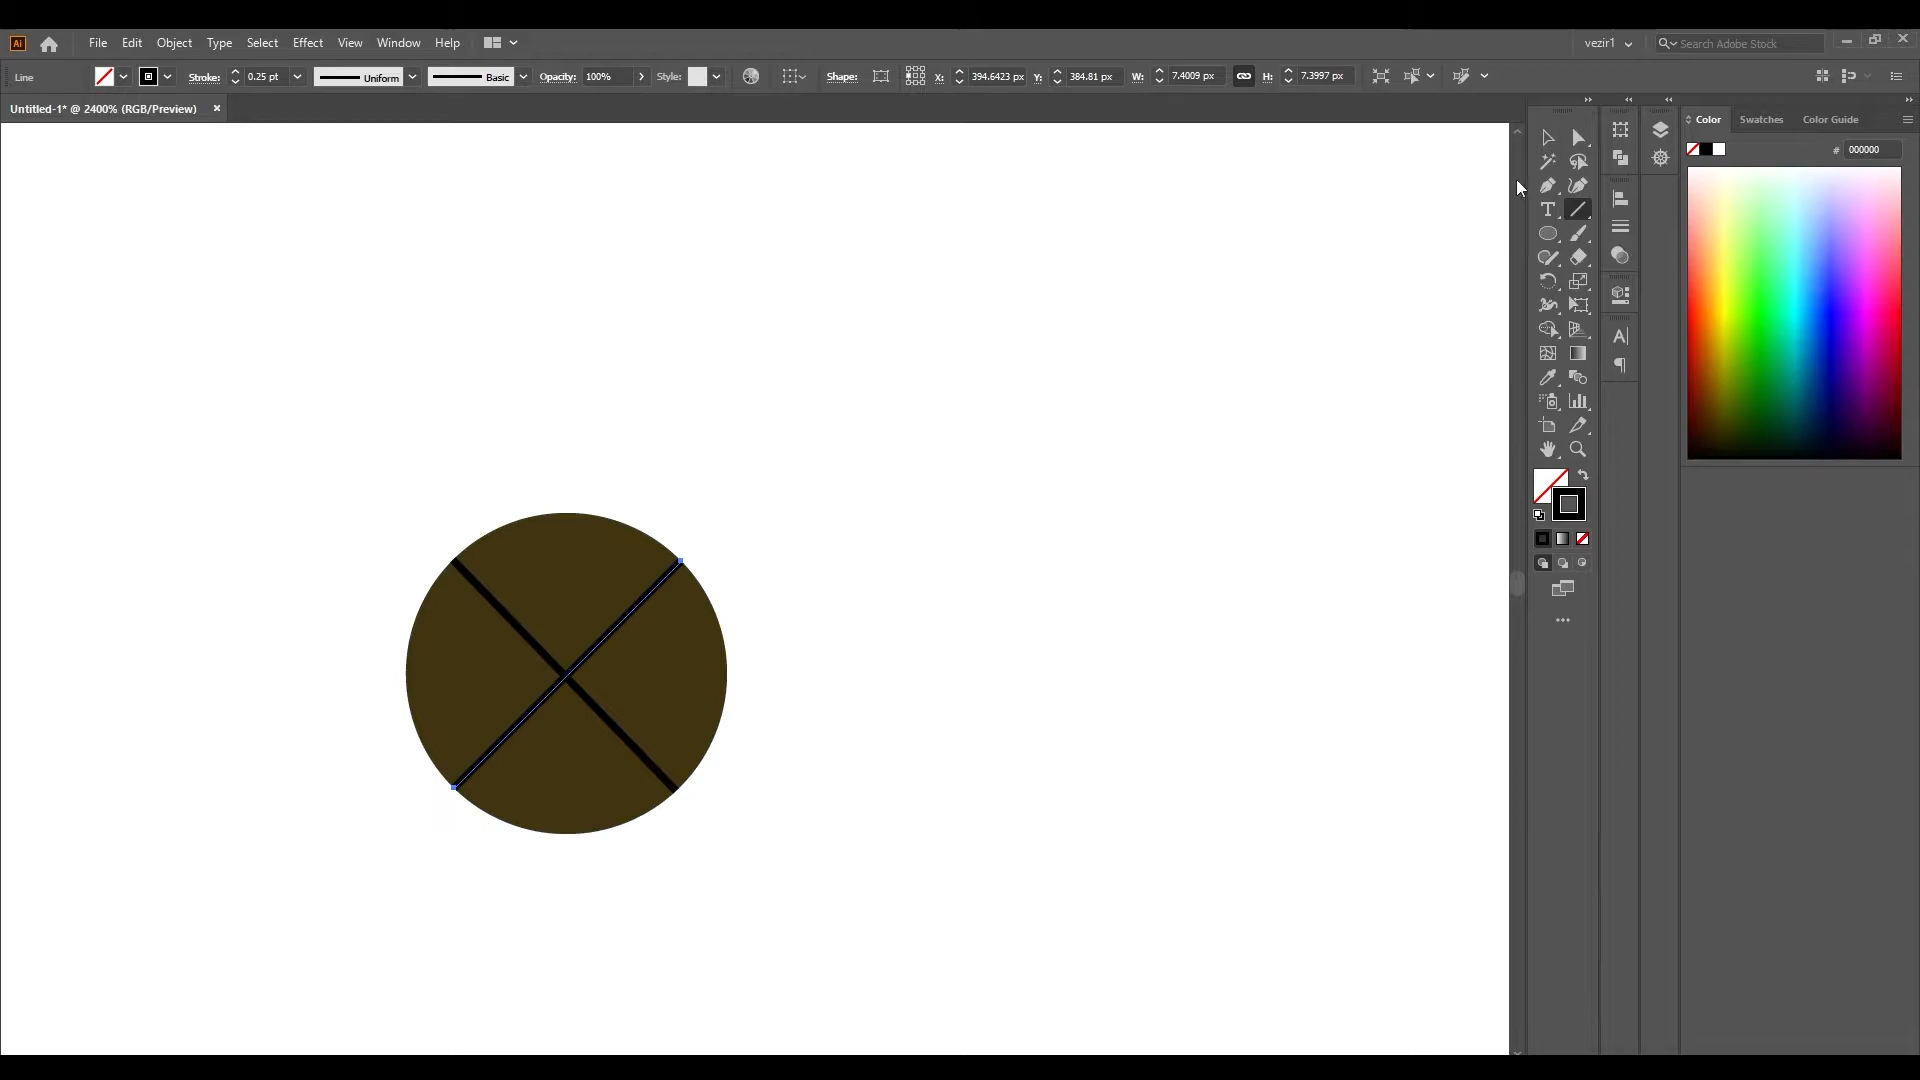 Ai File Edit Object Type Select Effect View Window Help vezir1 Search Adobe Stock
Line Stroke: 0.25 pt Uniform Basic Opacity: 100% Style: Shape: X: 394.6423 px Y: 384.81 px W: 7.4009 px H: 7.3997 px
Untitled-1* @ 2400% (RGB/Preview) ×
Color Swatches Color Guide
# 000000